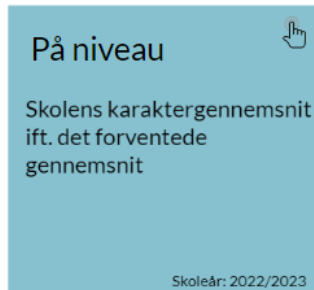 På niveau
Skolens karaktergennemsnit
ift. det forventede
gennemsnit
Skoleår: 2022/2023